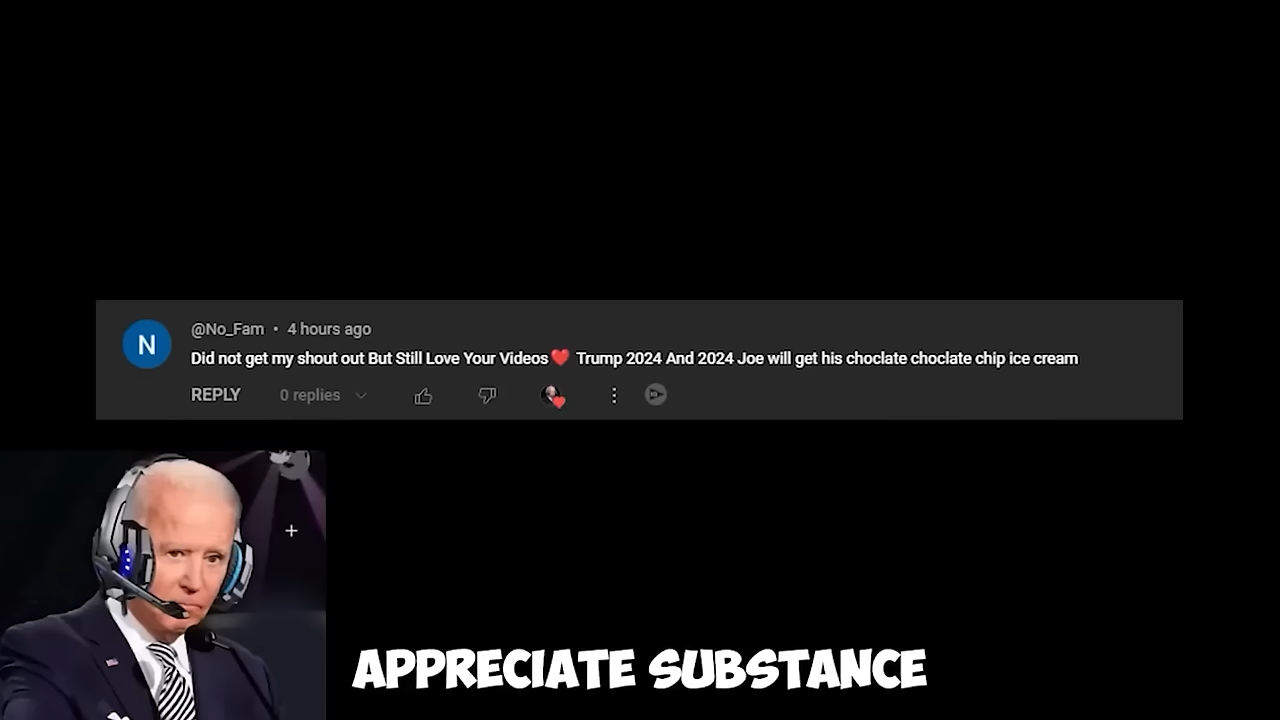 @No_Fam • 4 hours ago
Did not get my shout out But Still Love Your Videos❤️ Trump 2024 And 2024 Joe will get his choclate choclate chip ice cream
REPLY 0 replies
N
APPRECIATE SUBSTANCE